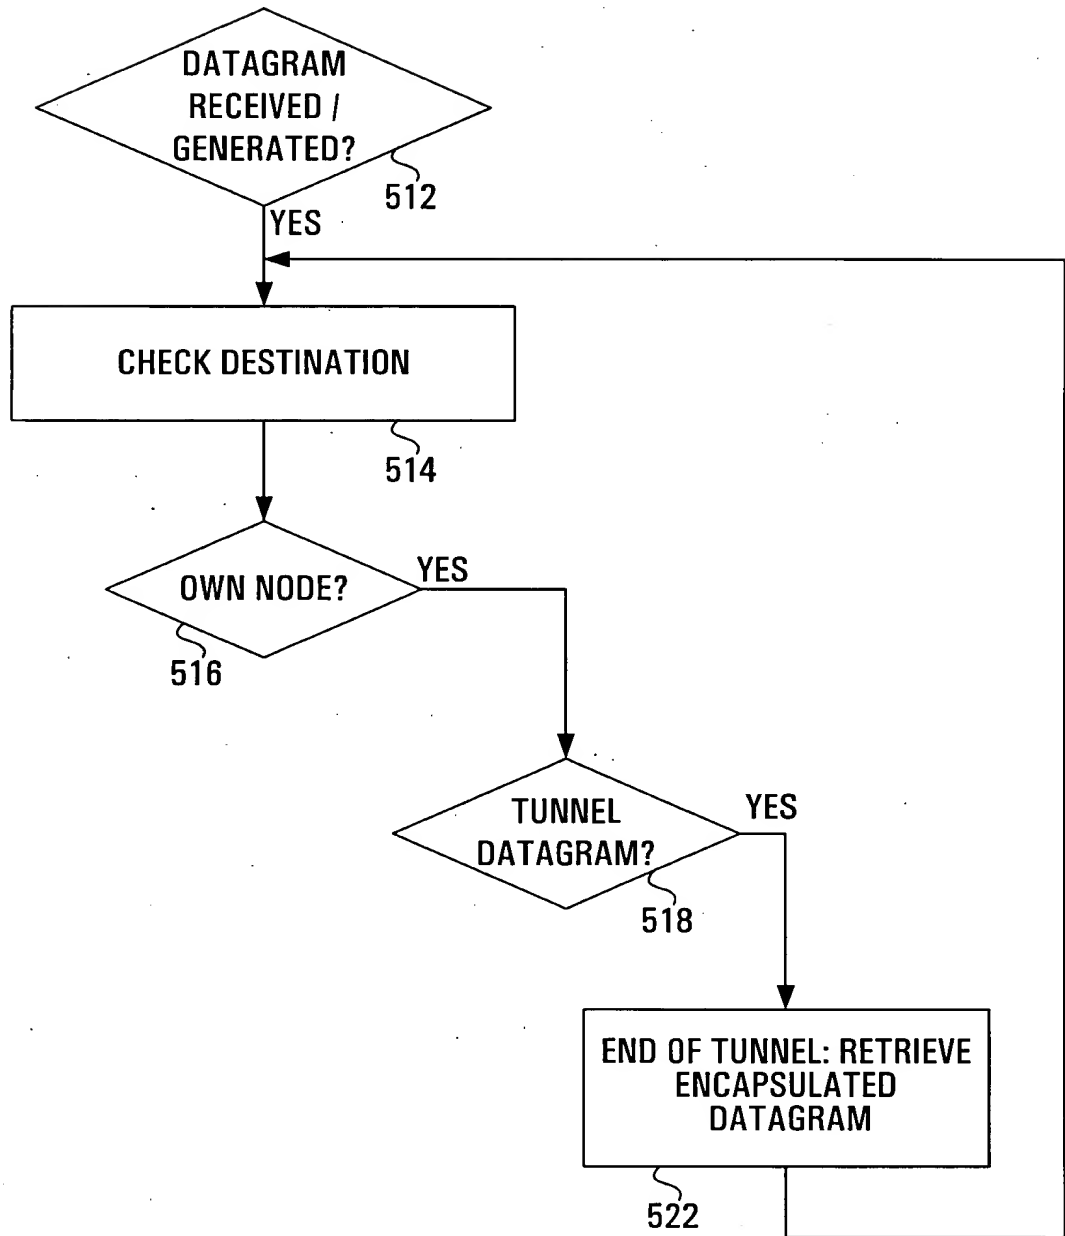 DATAGRAM
RECEIVED /
GENERATED?
512
YES
CHECK DESTINATION
514
OWN NODE?
YES
516
TUNNEL
DATAGRAM?
YES
518
END OF TUNNEL: RETRIEVE
ENCAPSULATED
DATAGRAM
522